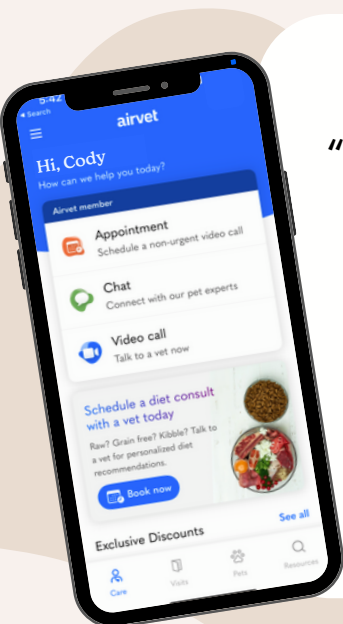 5:42
Search
airvet
Hi, Cody
How can we help you today?
Airvet member
Appointment
Schedule a non-urgent video call
Chat
Connect with our pet experts
Video call
Talk to a vet now
Schedule a diet consult
with a vet today
Raw? Grain free? Kibble? Talk to
a vet for personalized diet
recommendations.
Book now
Exclusive Discounts
See all
Care
Visits
Pets
Resources
“